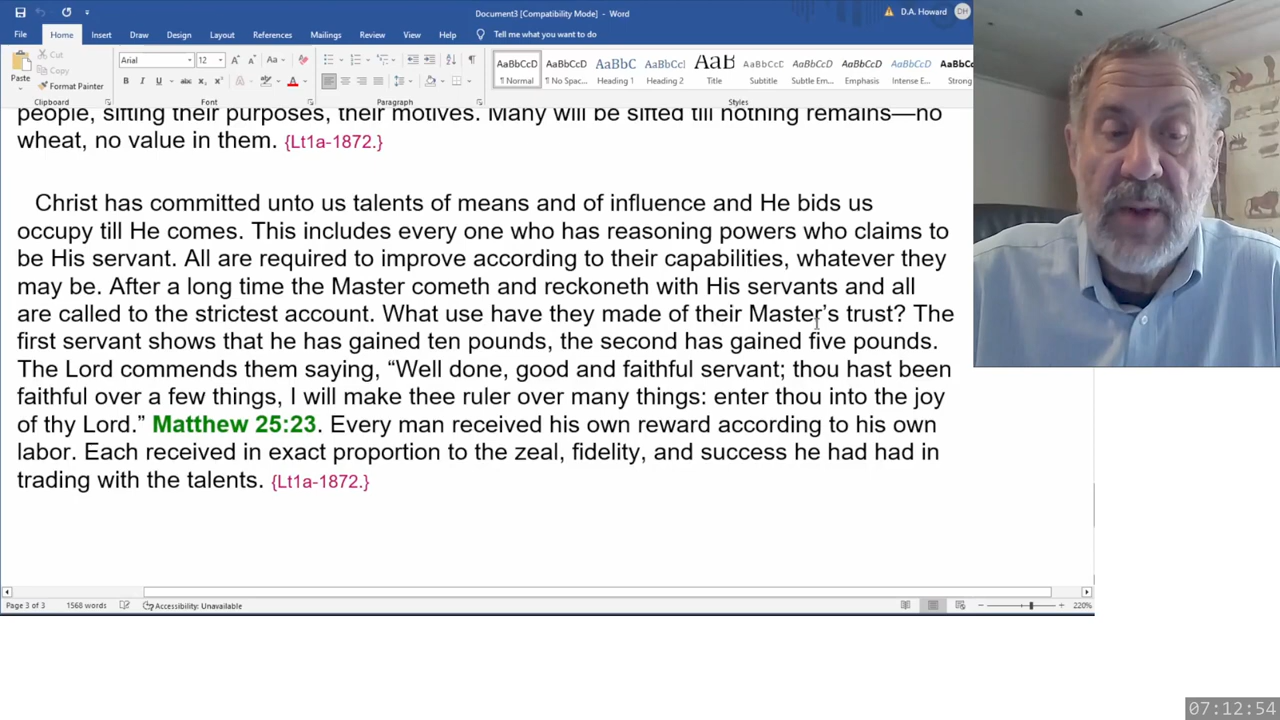 Document3 [Compatibility Mode] - Word
D.A. Howard
DH
File Home Insert Draw Design Layout References Mailings Review View Help Tell me what you want to do
Paste
Cut
Copy
Format Painter
Clipboard
Arial
12
Font
Paragraph
AaBbCcD AaBbCcD AaBbC AaBbCcl AaB AaBbCcD AaBbCcD AaBbCcD AaBbCcD AaBbCc
¶ Normal ¶ No Spac... Heading 1 Heading 2 Title Subtitle Subtle Em... Emphasis Intense E... Strong
Styles
people, sifting their purposes, their motives. Many will be sifted till nothing remains—no
wheat, no value in them. {Lt1a-1872.}
Christ has committed unto us talents of means and of influence and He bids us
occupy till He comes. This includes every one who has reasoning powers who claims to
be His servant. All are required to improve according to their capabilities, whatever they
may be. After a long time the Master cometh and reckoneth with His servants and all
are called to the strictest account. What use have they made of their Master’s trust? The
first servant shows that he has gained ten pounds, the second has gained five pounds.
The Lord commends them saying, “Well done, good and faithful servant; thou hast been
faithful over a few things, I will make thee ruler over many things: enter thou into the joy
of thy Lord.” Matthew 25:23. Every man received his own reward according to his own
labor. Each received in exact proportion to the zeal, fidelity, and success he had had in
trading with the talents. {Lt1a-1872.}
Page 3 of 3 1568 words Accessibility: Unavailable 220%
07:12:54